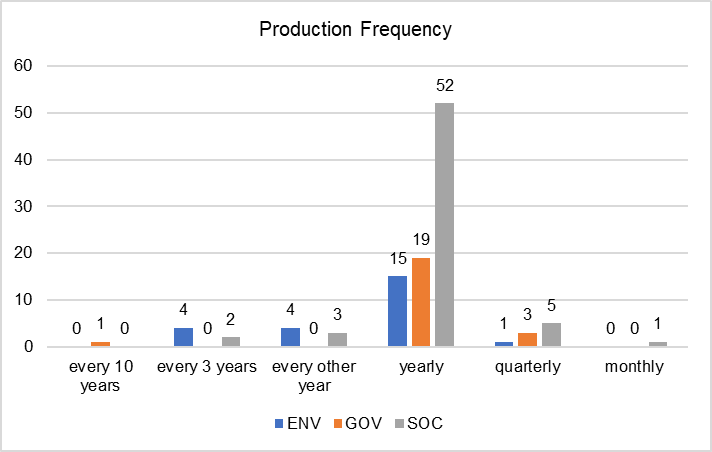 Production Frequency
60
50
40
30
20
10
0
0 1 0
4 0 2
4 0 3
15 19 52
1 3 5
0 0 1
every 10
years
every 3 years
every other
year
yearly
quarterly
monthly
ENV GOV SOC